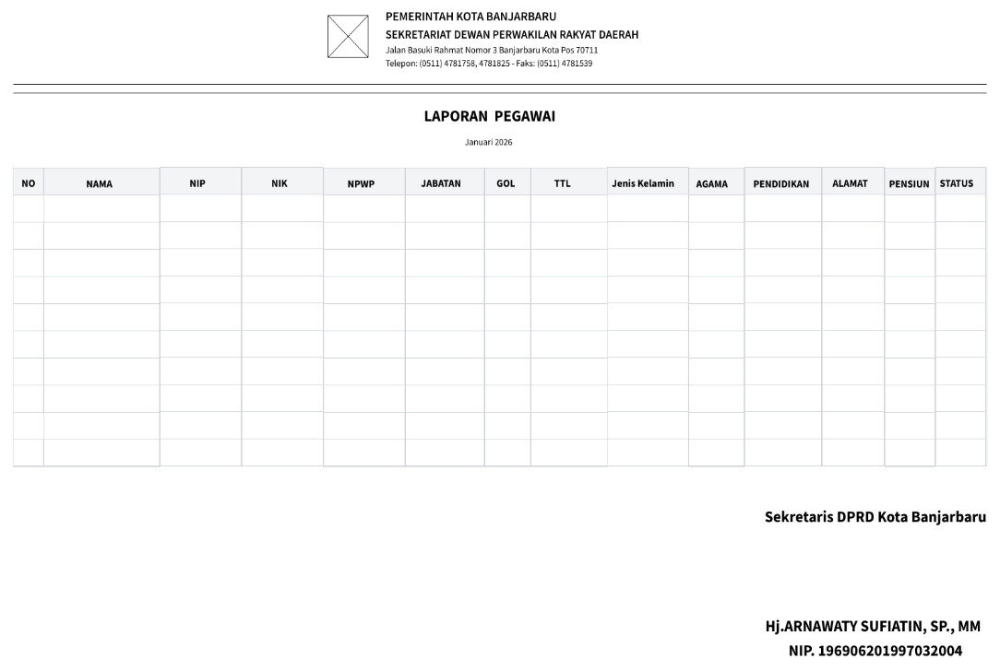 PEMERINTAH KOTA BANJARBARU
SEKRETARIAT DEWAN PERWAKILAN RAKYAT DAERAH
Jalan Basuki Rahmat Nomor 3 Banjarbaru Kota Pos 70711
Telepon: (0511) 4781758, 4781825 - Faks: (0511) 4781539
LAPORAN PEGAWAI
Januari 2026
NO NAMA NIP NIK NPWP JABATAN GOL TTL Jenis Kelamin AGAMA PENDIDIKAN ALAMAT PENSIUN STATUS
Sekretaris DPRD Kota Banjarbaru
Hj.ARNAWATY SUFIATIN, SP., MM
NIP. 196906201997032004